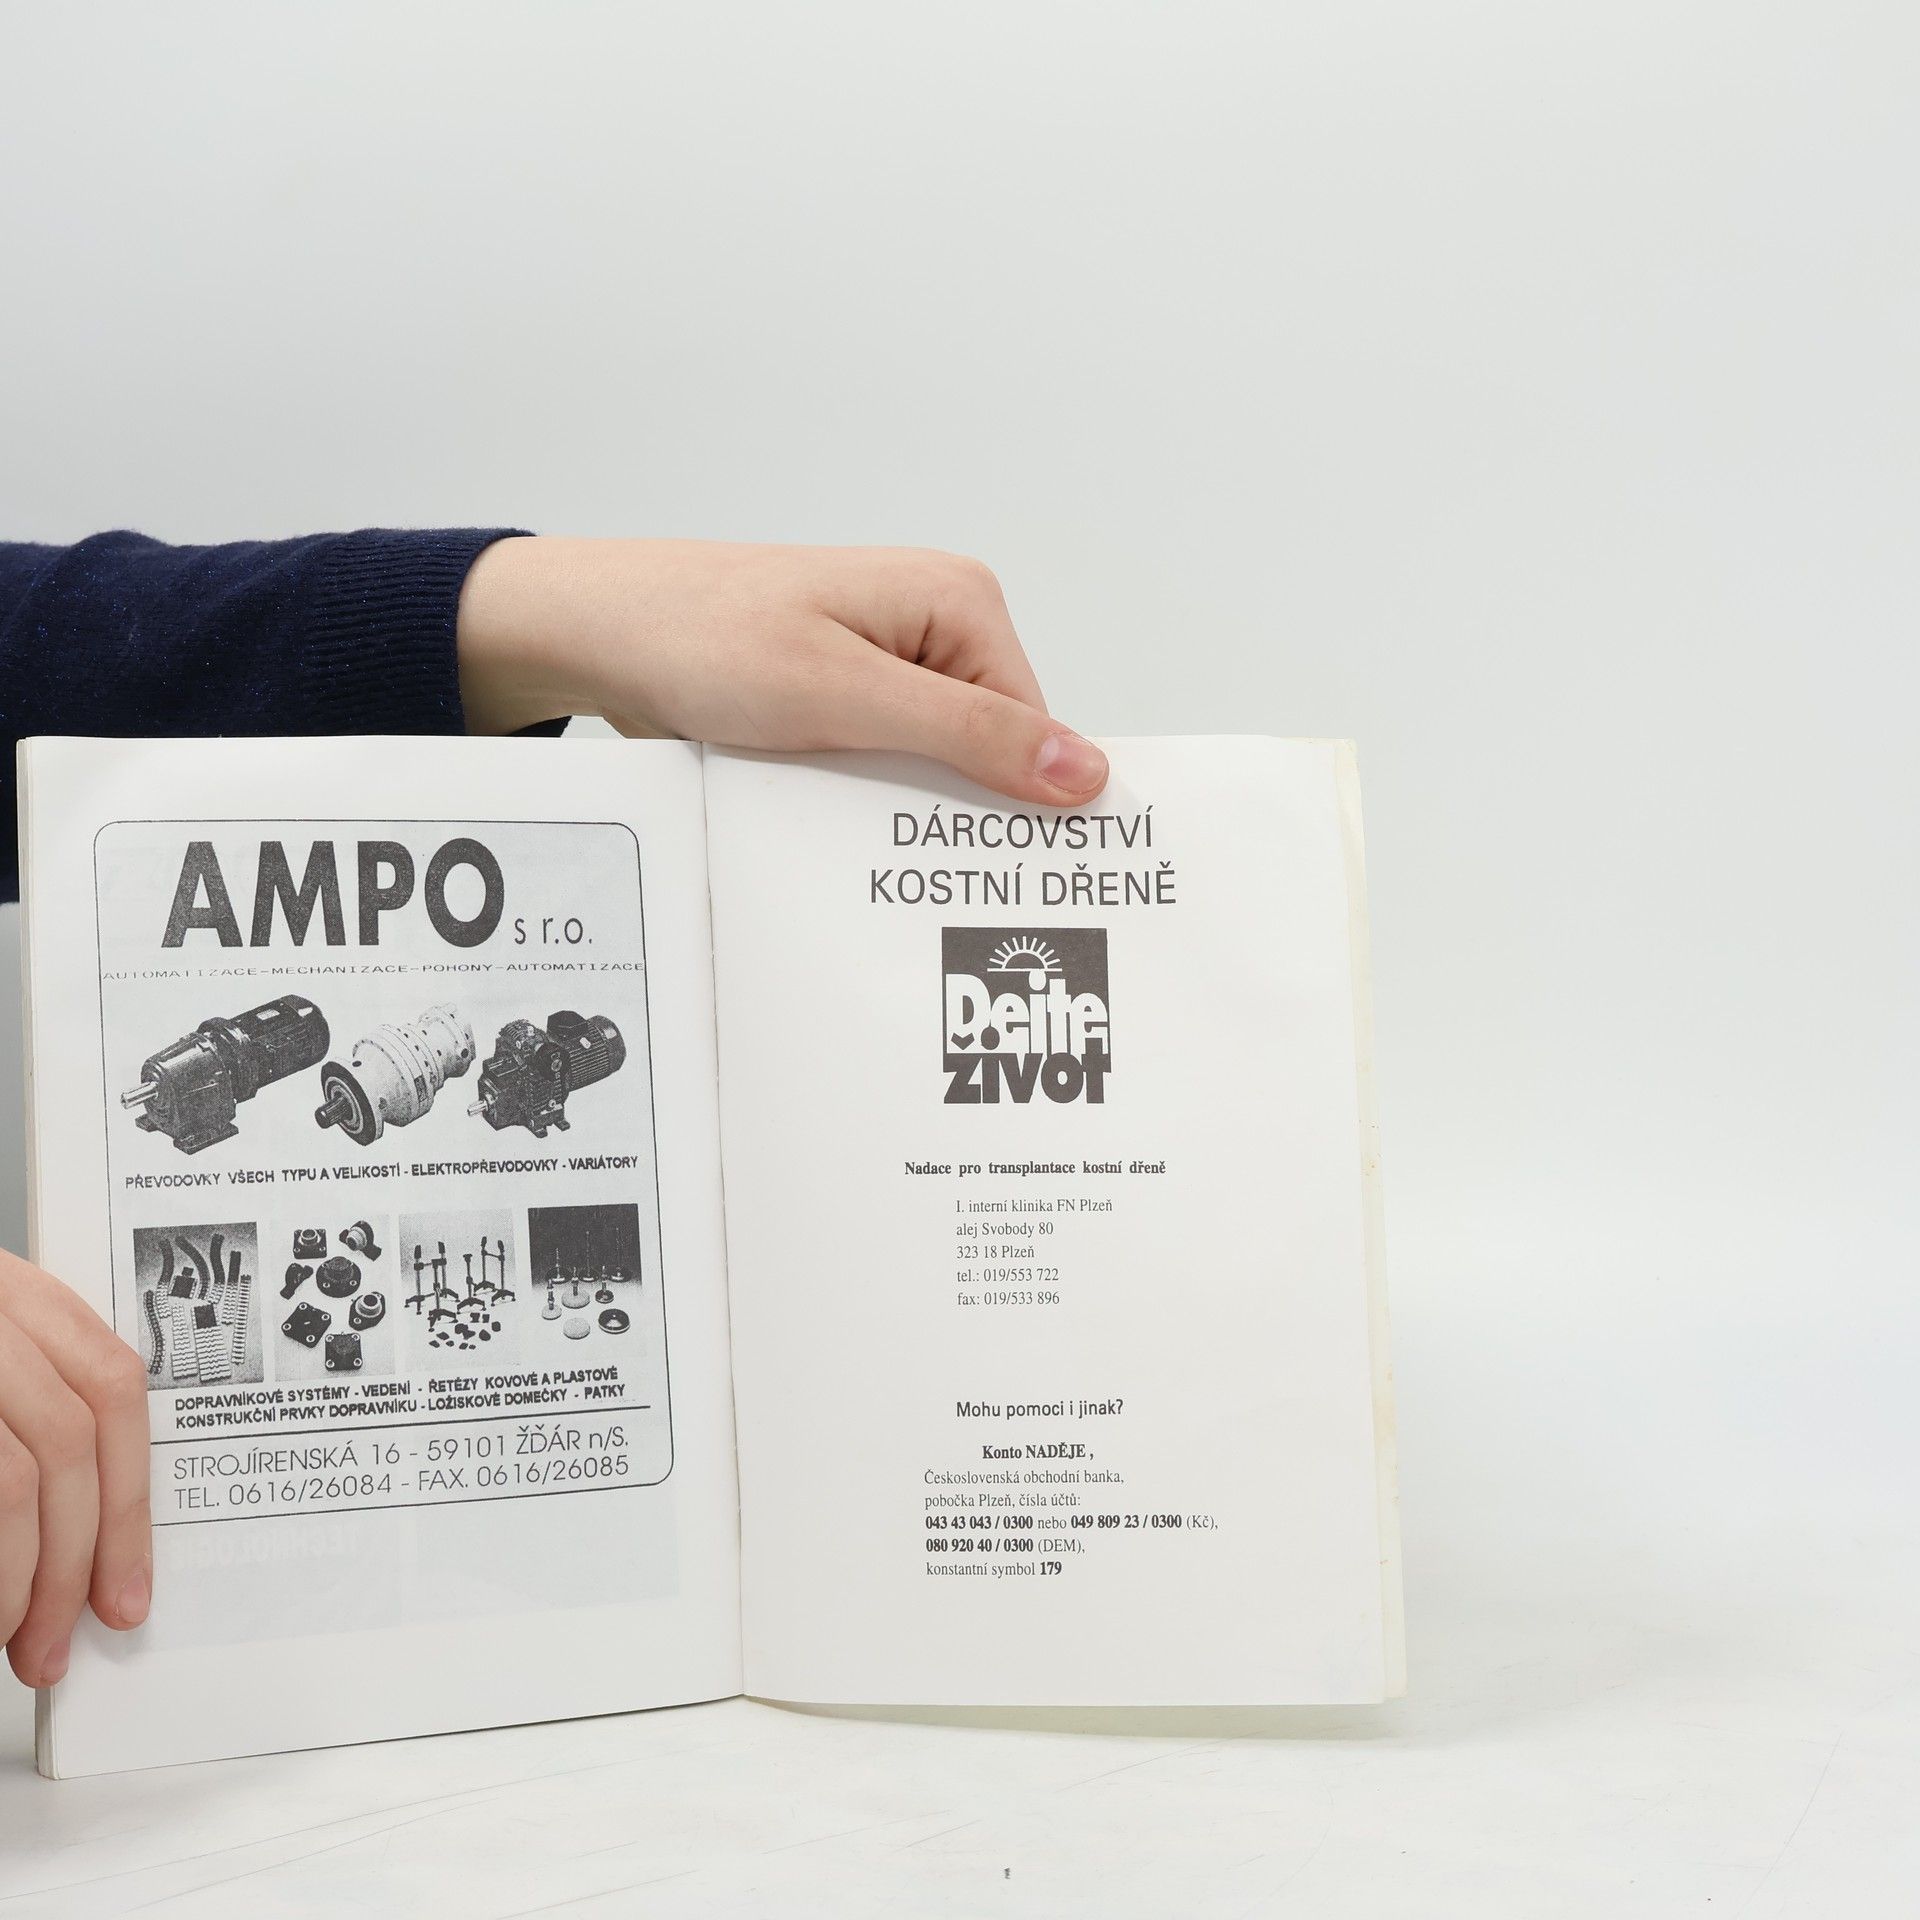 AMPO s r.o.
AUTOMATIZACE-MECHANIZACE-POHONY-AUTOMATIZACE
PŘEVODOVKY VŠECH TYPU A VELIKOSTÍ - ELEKTROPŘEVODOVKY - VARIÁTORY
DOPRAVNÍKOVÉ SYSTÉMY - VEDENÍ - ŘETĚZY KOVOVÉ A PLASTOVÉ
KONSTRUKČNÍ PRVKY DOPRAVNÍKU - LOŽISKOVÉ DOMEČKY - PATKY
STROJÍRENSKÁ 16 - 59101 ŽĎÁR n/S.
TEL. 0616/26084 - FAX. 0616/26085
DÁRCOVSTVÍ
KOSTNÍ DŘENĚ
Dejte
život
Nadace pro transplantace kostní dřeně
I. interní klinika FN Plzeň
alej Svobody 80
323 18 Plzeň
tel.: 019/553 722
fax: 019/533 896
Mohu pomoci i jinak?
Konto NADĚJE ,
Československá obchodní banka,
pobočka Plzeň, čísla účtů:
043 43 043 / 0300 nebo 049 809 23 / 0300 (Kč),
080 920 40 / 0300 (DEM),
konstantní symbol 179